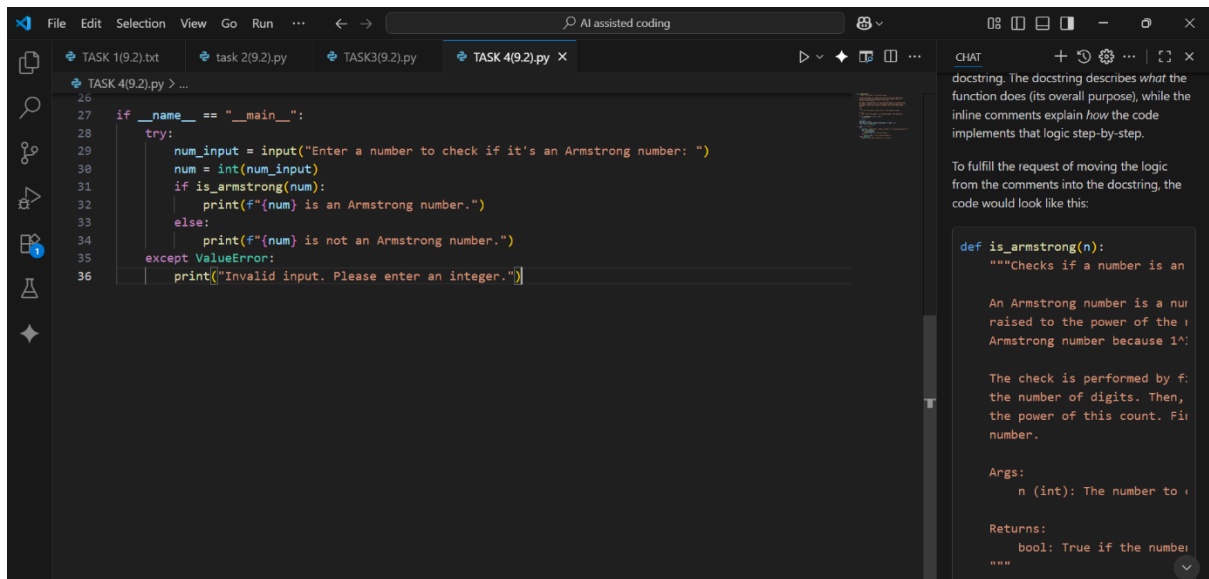 File Edit Selection View Go Run ··· ← → AI assisted coding
TASK 1(9.2).txt task 2(9.2).py TASK3(9.2).py TASK 4(9.2).py ×
TASK 4(9.2).py > ...
26
27 if __name__ == "__main__":
28 try:
29 num_input = input("Enter a number to check if it's an Armstrong number: ")
30 num = int(num_input)
31 if is_armstrong(num):
32 print(f"{num} is an Armstrong number.")
33 else:
34 print(f"{num} is not an Armstrong number.")
35 except ValueError:
36 print("Invalid input. Please enter an integer.")
1
CHAT
docstring. The docstring describes what the
function does (its overall purpose), while the
inline comments explain how the code
implements that logic step-by-step.
To fulfill the request of moving the logic
from the comments into the docstring, the
code would look like this:
def is_armstrong(n):
"""Checks if a number is an
An Armstrong number is a
raised to the power of the
Armstrong number because 1^
The check is performed by
the number of digits. Then,
the power of this count.
number.
Args:
n (int): The number to
Returns:
bool: True if the
"""